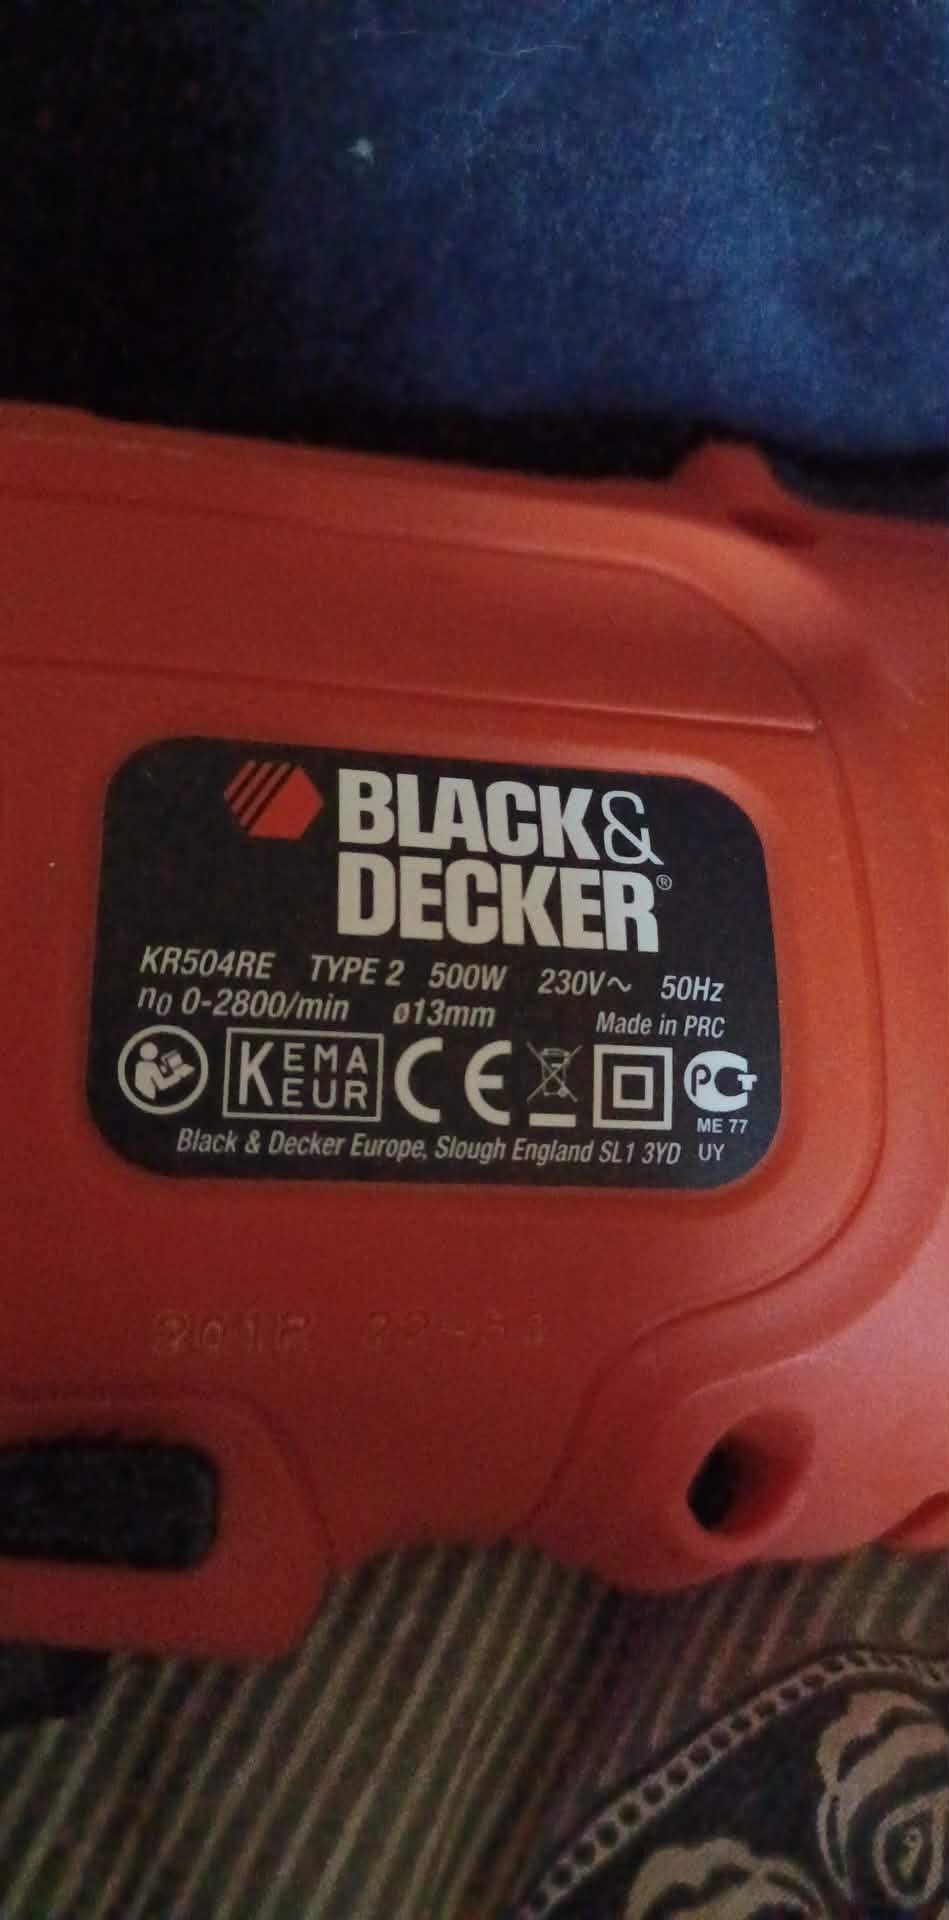 BLACK&
DECKER®
KR504RE TYPE 2 500W 230V~ 50Hz
n₀ 0-2800/min ø13mm Made in PRC
KEMA
EUR
CE
PCT
ME 77
Black & Decker Europe, Slough England SL1 3YD UY